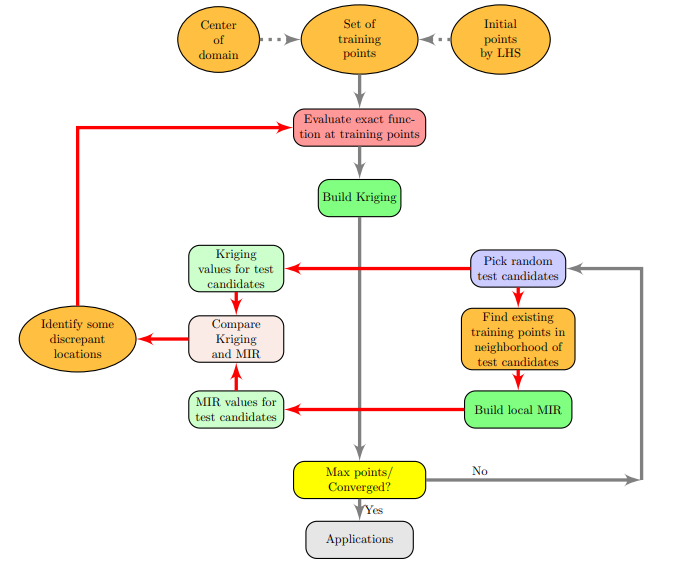 Center
of
domain
Set of
training
points
Initial
points
by LHS
Evaluate exact func-
tion at training points
Build Kriging
Kriging
values for test
candidates
Pick random
test candidates
Identify some
discrepant
locations
Compare
Kriging
and MIR
Find existing
training points in
neighborhood of
test candidates
MIR values for
test candidates
Build local MIR
Max points/
Converged?
No
Yes
Applications